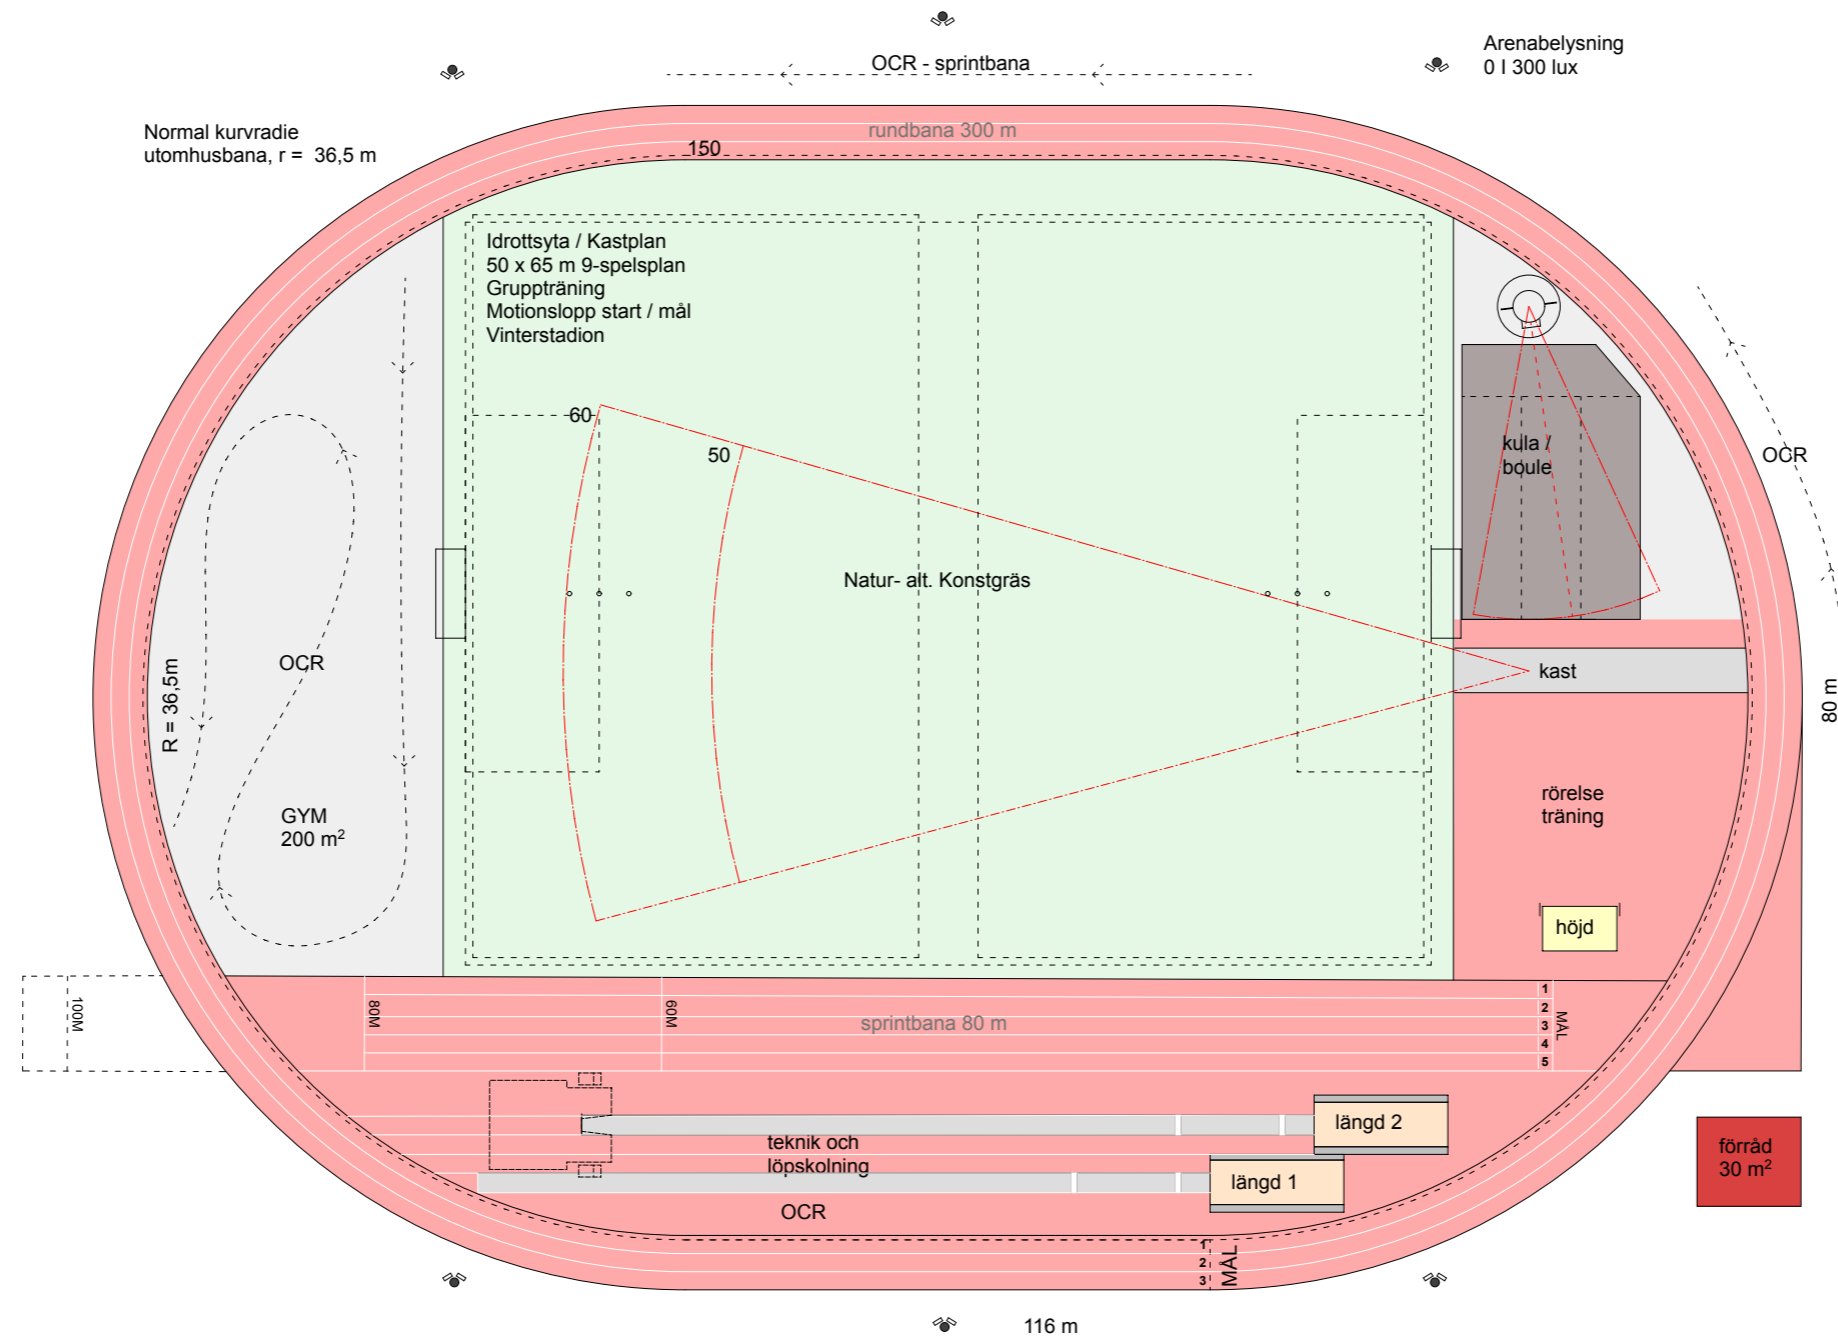 OCR - sprintbana
Arenabelysning
0 I 300 lux
Normal kurvradie
utomhusbana, r =  36,5 m
rundbana 300 m
150
Idrottsyta / Kastplan
50 x 65 m 9-spelsplan
Gruppträning
Motionslopp start / mål
Vinterstadion
60
50
kula /
boule
OCR
Natur- alt. Konstgräs
OCR
R = 36,5m
kast
80 m
rörelse
träning
GYM
200 m²
höjd
100M
80M
60M
sprintbana 80 m
1
2
3
4
5
MÅL
längd 2
teknik och
löpskolning
längd 1
förråd
30 m²
OCR
1
2
3
MÅL
116 m